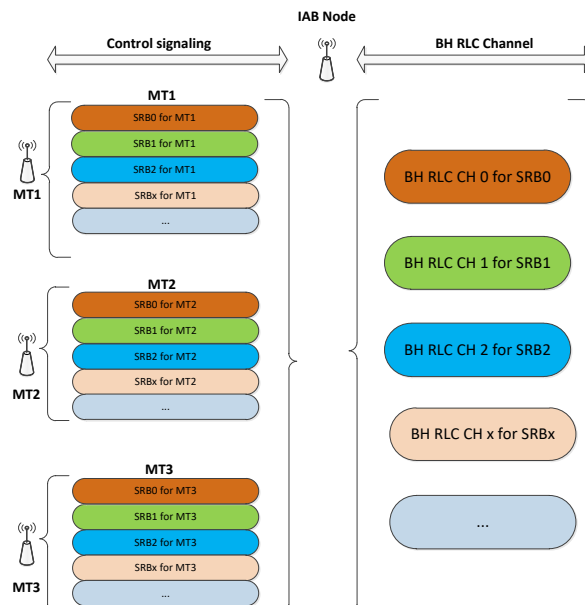 IAB Node
Control signaling
BH RLC Channel
MT1
SRB0 for MT1
SRB1 for MT1
SRB2 for MT1
SRBx for MT1
...
MT1
MT2
SRB0 for MT2
SRB1 for MT2
SRB2 for MT2
SRBx for MT2
...
MT2
MT3
SRB0 for MT3
SRB1 for MT3
SRB2 for MT3
SRBx for MT3
...
MT3
BH RLC CH 0 for SRB0
BH RLC CH 1 for SRB1
BH RLC CH 2 for SRB2
BH RLC CH x for SRBx
...